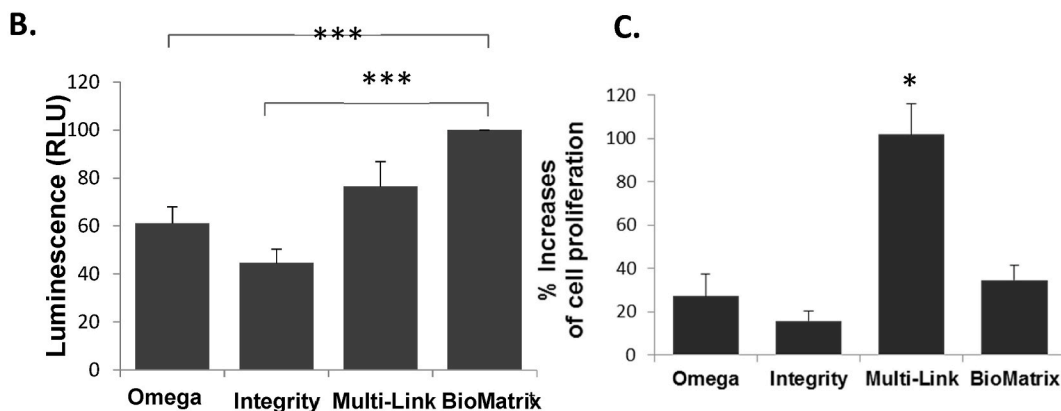 B.
***
***
Luminescence (RLU)
120
100
80
60
40
20
0
Omega Integrity Multi-Link BioMatrix
C.
*
% Increases
of cell proliferation
120
100
80
60
40
20
0
Omega Integrity Multi-Link BioMatrix